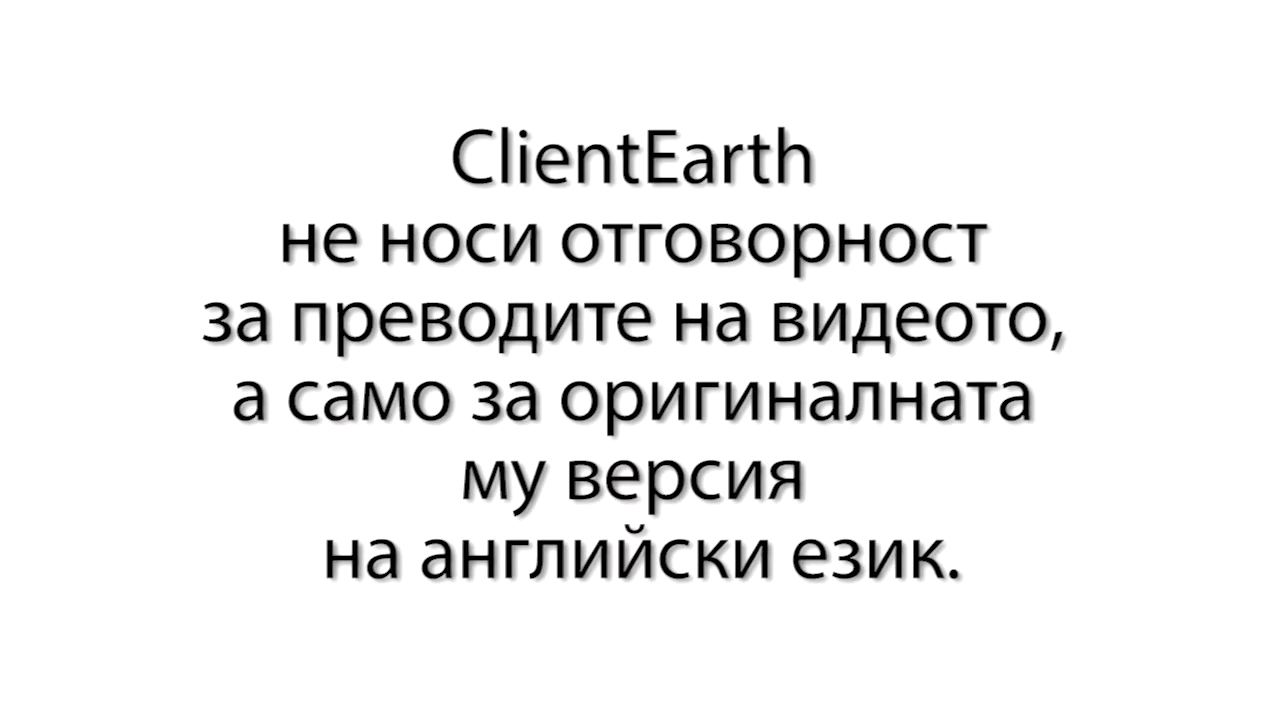 ClientEarth
не носи отговорност
за преводите на видеото,
а само за оригиналната
му версия
на английски език.